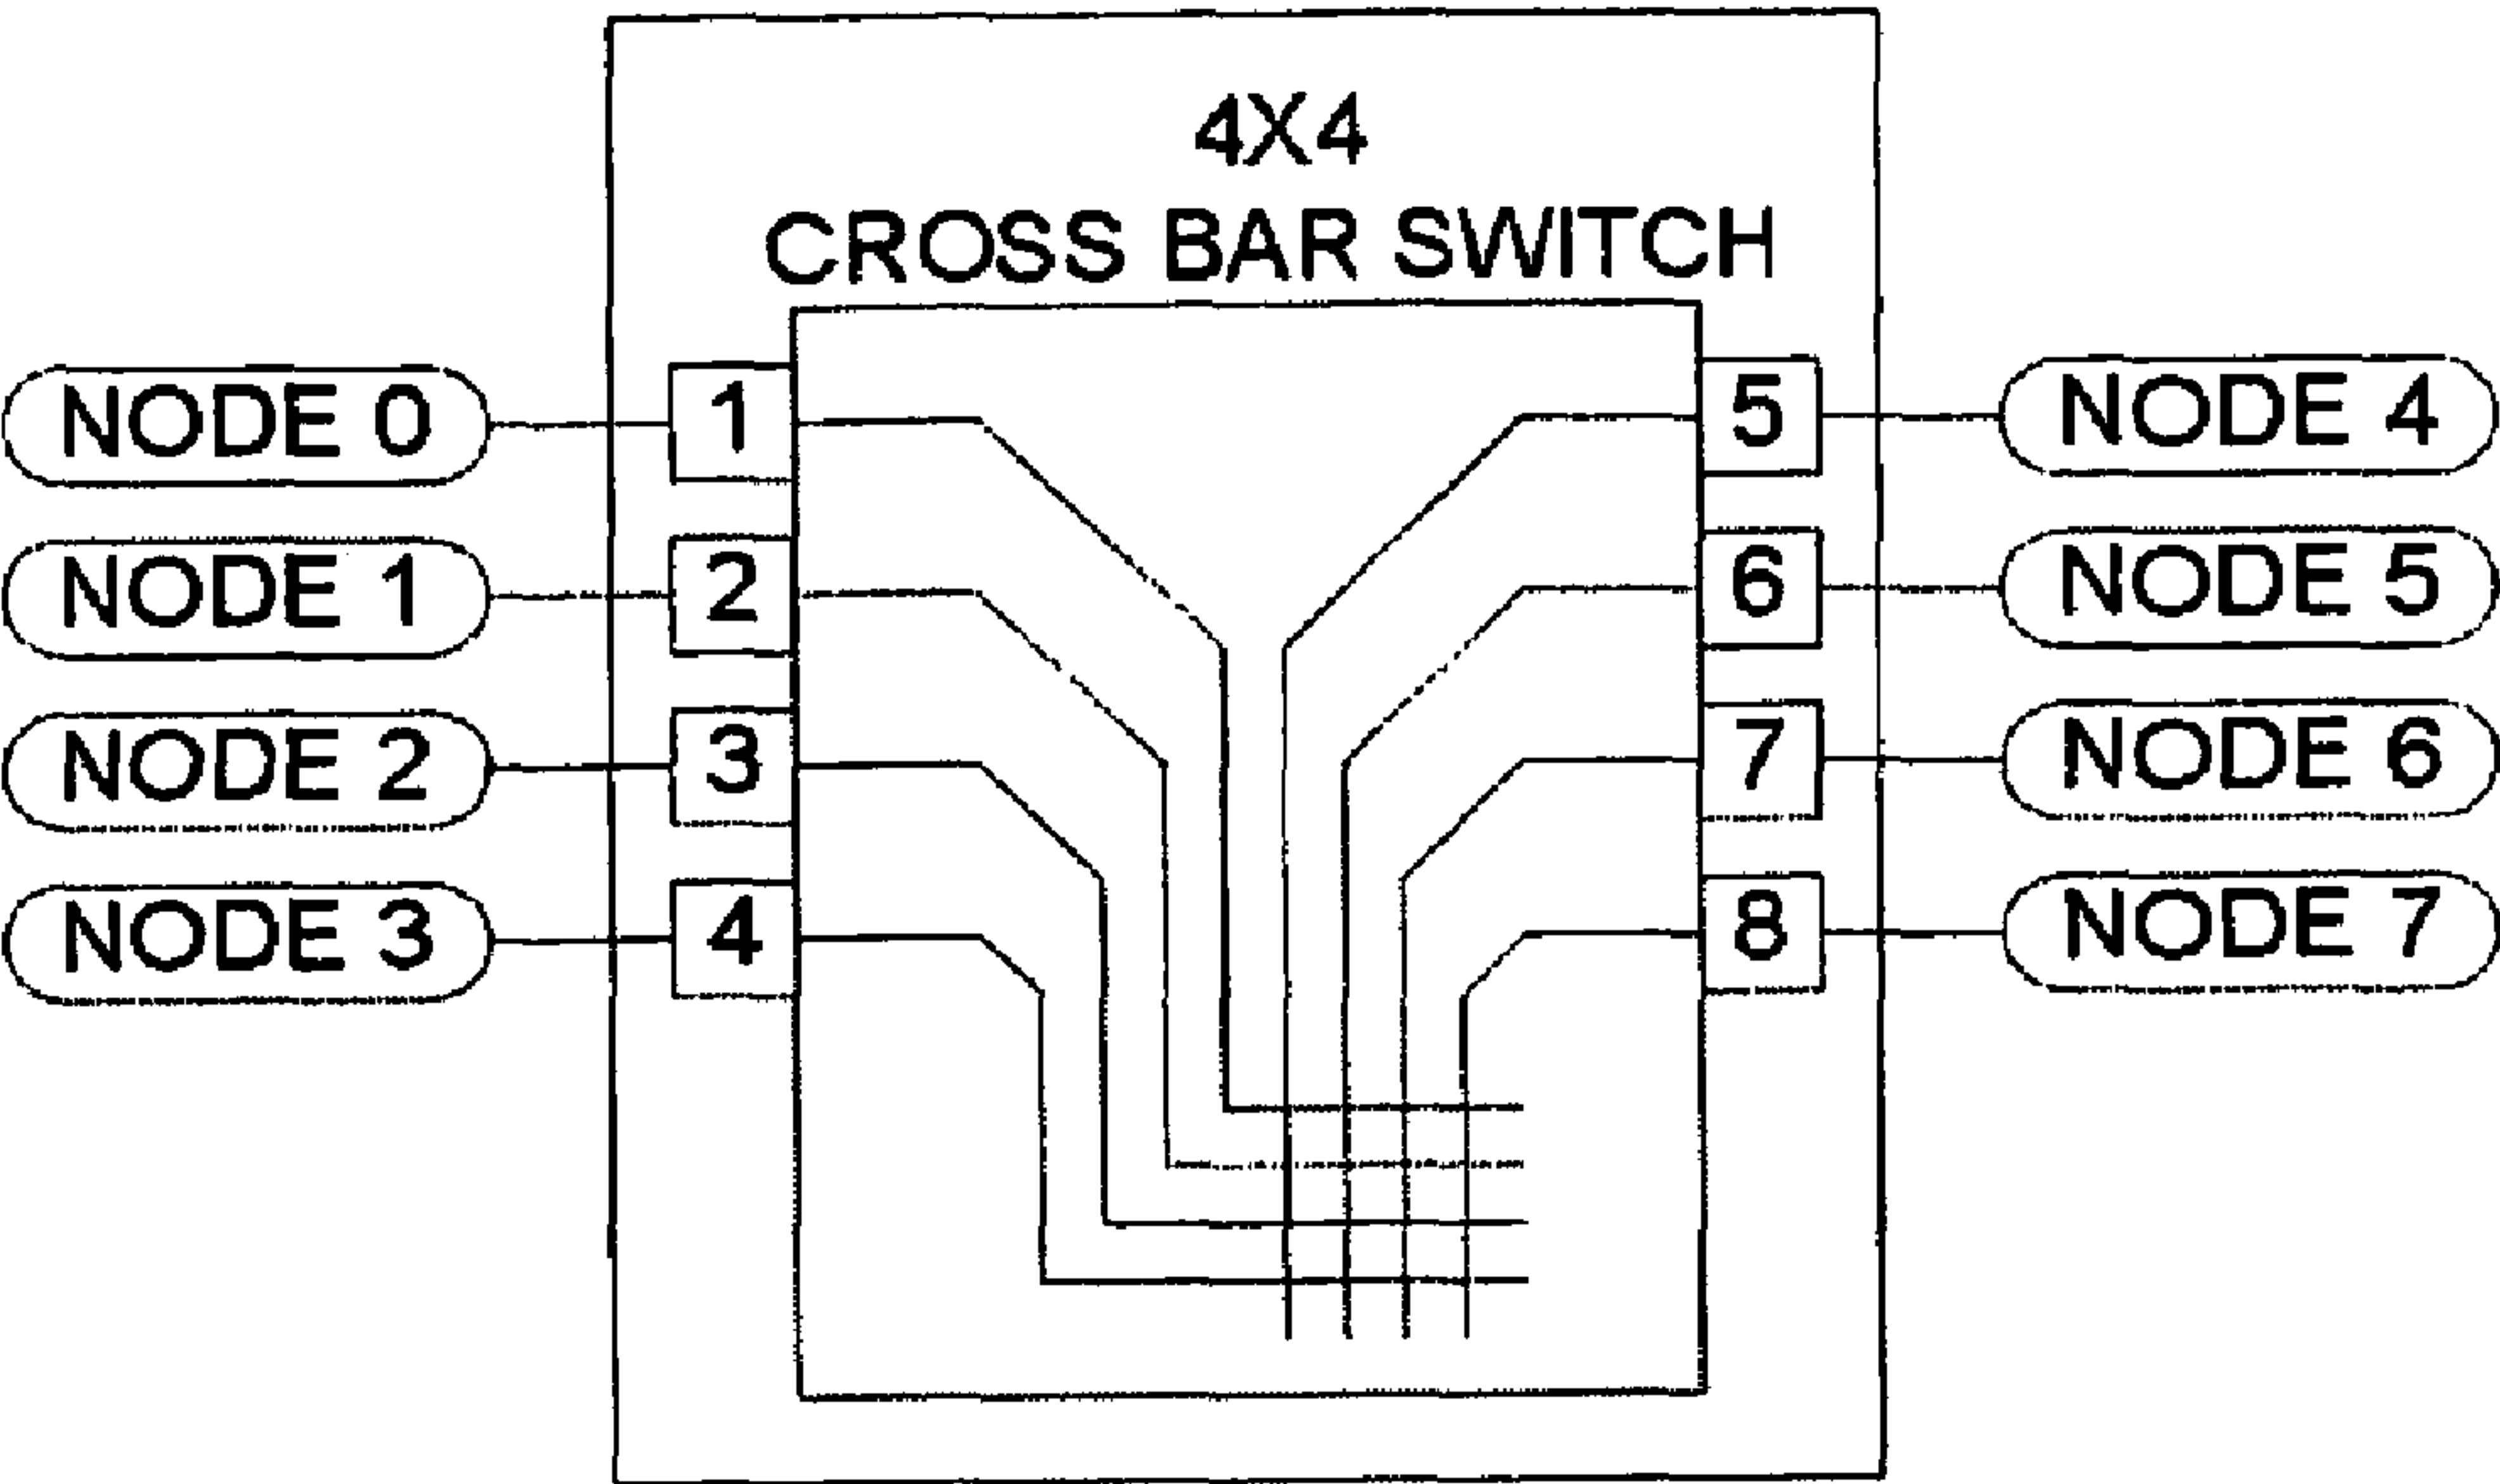 4X4
CROSS BAR SWITCH
NODE 0 1 5 NODE 4
NODE 1 2 6 NODE 5
NODE 2 3 7 NODE 6
NODE 3 4 8 NODE 7